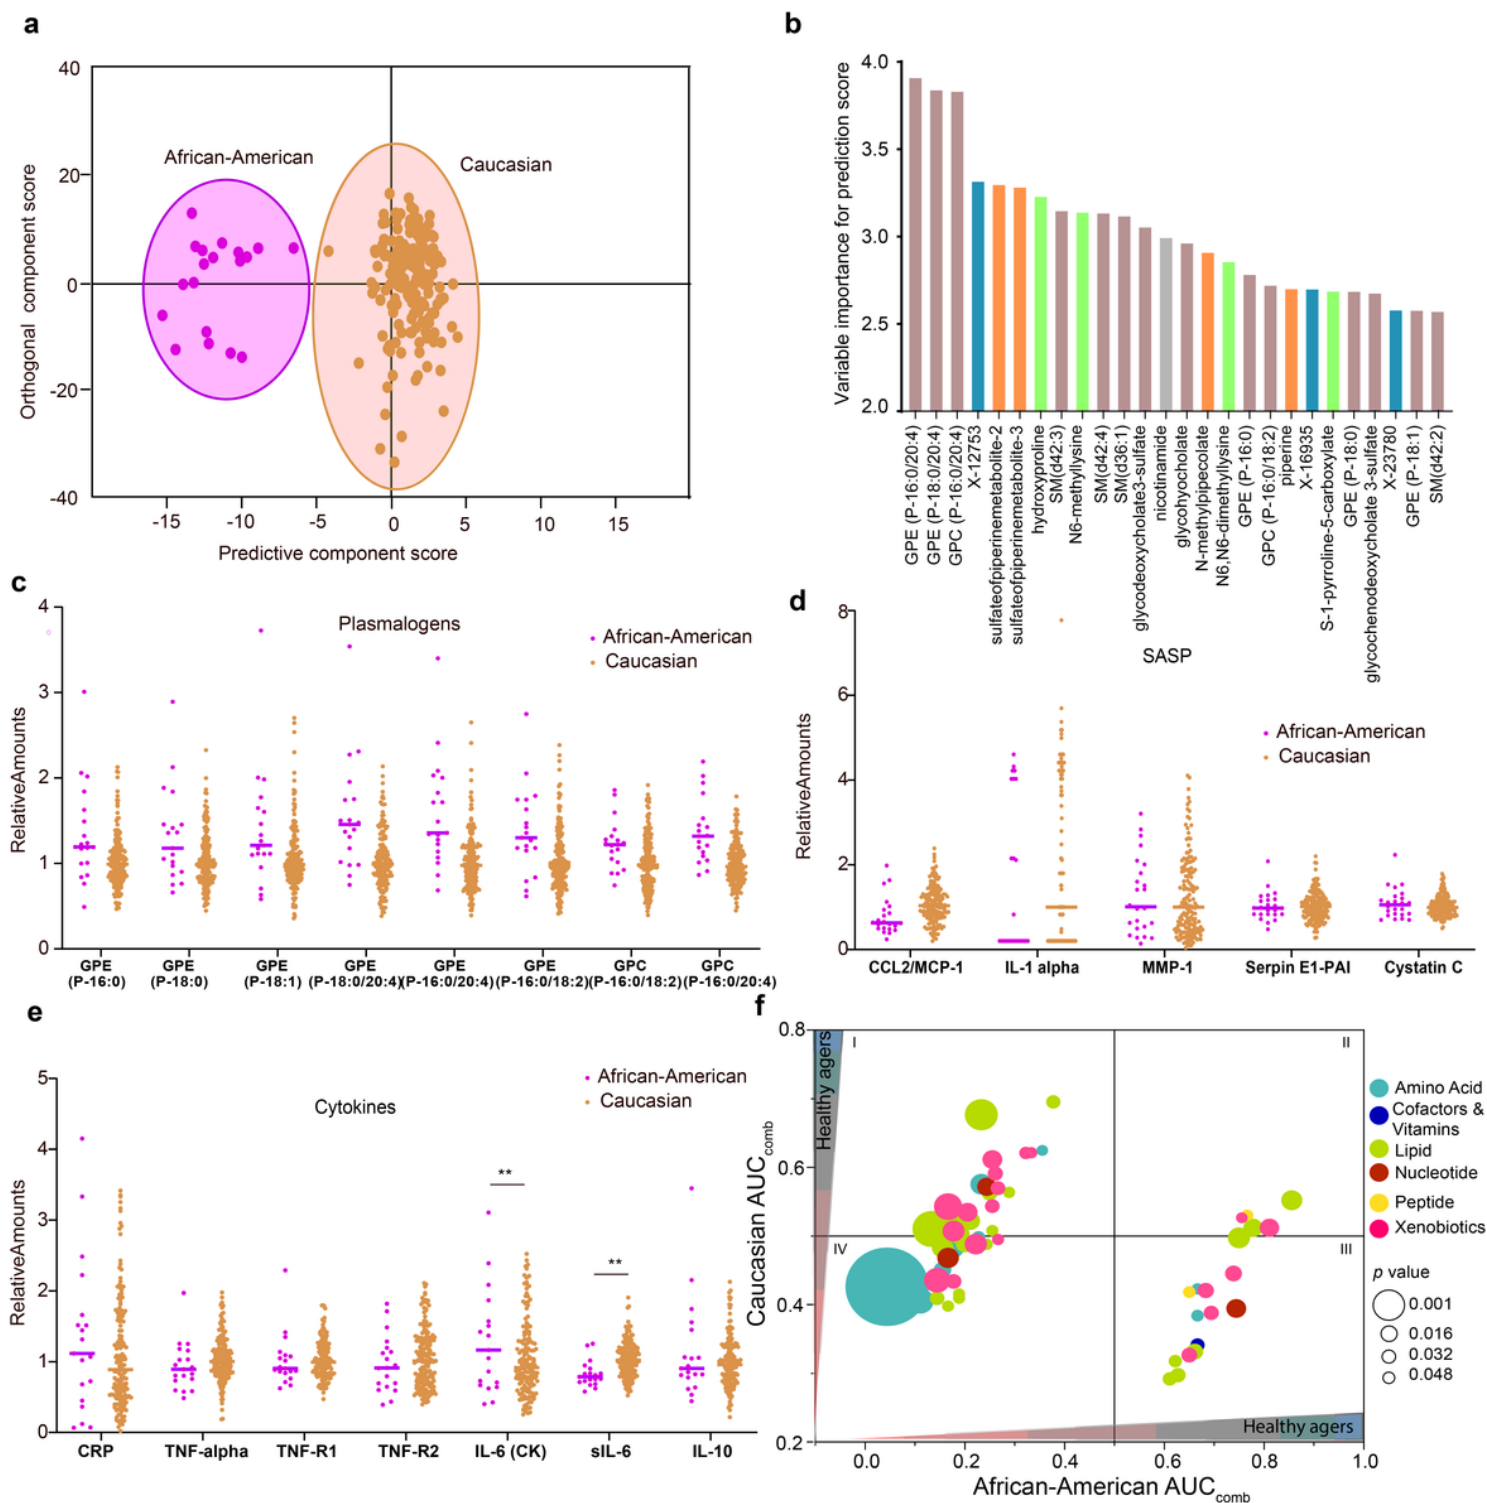 a
40
20
0
-20
-40
Orthogonal component score
African-American
Caucasian
-15
-10
-5
0
5
10
15
Predictive component score
b
4.0
3.5
3.0
2.5
2.0
Variable importance for prediction score
GPE (P-16:0/20:4)
GPE (P-18:0/20:4)
GPC (P-16:0/20:4)
X-12753
sulfateofpiperinemetabolite-2
sulfateofpiperinemetabolite-3
hydroxyproline
SM(d42:3)
N6-methyllysine
SM(d42:4)
SM(d36:1)
glycodeoxycholate3-sulfate
nicotinamide
glycohyocholate
N-methylpipecolate
N6,N6-dimethyllysine
GPE (P-16:0)
GPC (P-16:0/18:2)
piperine
X-16935
S-1-pyrroline-5-carboxylate
GPE (P-18:0)
glycochenodeoxycholate 3-sulfate
X-23780
GPE (P-18:1)
SM(d42:2)
c
4
3
2
1
0
RelativeAmounts
Plasmalogens
African-American
Caucasian
GPE
(P-16:0)
GPE
(P-18:0)
GPE
(P-18:1)
GPE
(P-18:0/20:4)
GPE
(P-16:0/20:4)
GPE
(P-16:0/18:2)
GPC
(P-16:0/18:2)
GPC
(P-16:0/20:4)
d
8
6
4
2
0
RelativeAmounts
SASP
African-American
Caucasian
CCL2/MCP-1
IL-1 alpha
MMP-1
Serpin E1-PAI
Cystatin C
e
5
4
3
2
1
0
RelativeAmounts
Cytokines
African-American
Caucasian
**
**
CRP
TNF-alpha
TNF-R1
TNF-R2
IL-6 (CK)
sIL-6
IL-10
f
0.8
0.6
0.4
0.2
Caucasian AUCcomb
Healthy agers
I
II
IV
III
Healthy agers
0.0
0.2
0.4
0.6
0.8
1.0
African-American AUCcomb
Amino Acid
Cofactors &
Vitamins
Lipid
Nucleotide
Peptide
Xenobiotics
p value
0.001
0.016
0.032
0.048